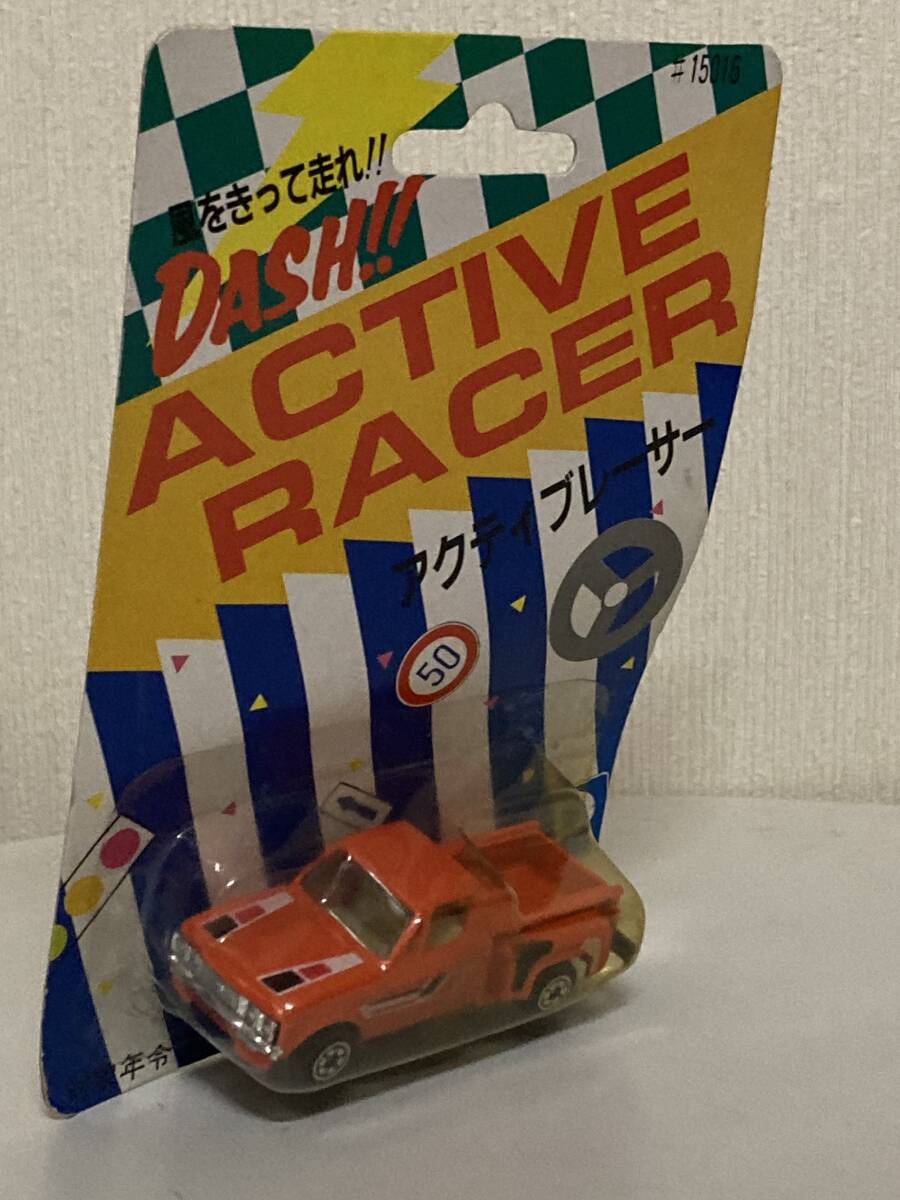 #15016
風をきって走れ!!
DASH!!
ACTIVE
RACER
アクティブレーサー
50
年令